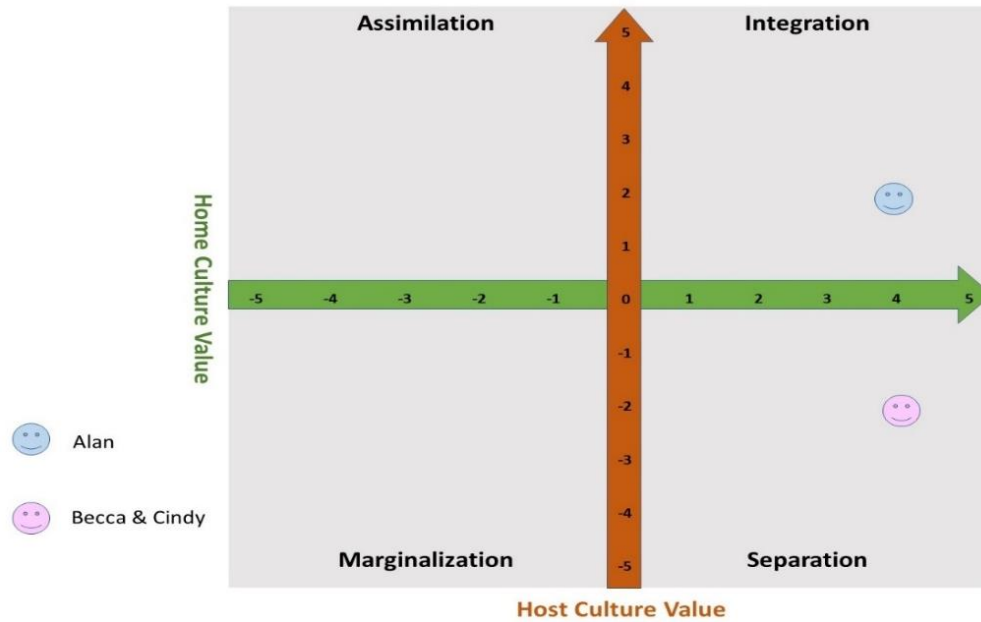 Assimilation
Integration
5
4
3
2
1
Home Culture Value
-5 -4 -3 -2 -1 0 1 2 3 4 5
-1
-2
-3
-4
-5
Alan
Becca & Cindy
Marginalization
Separation
Host Culture Value